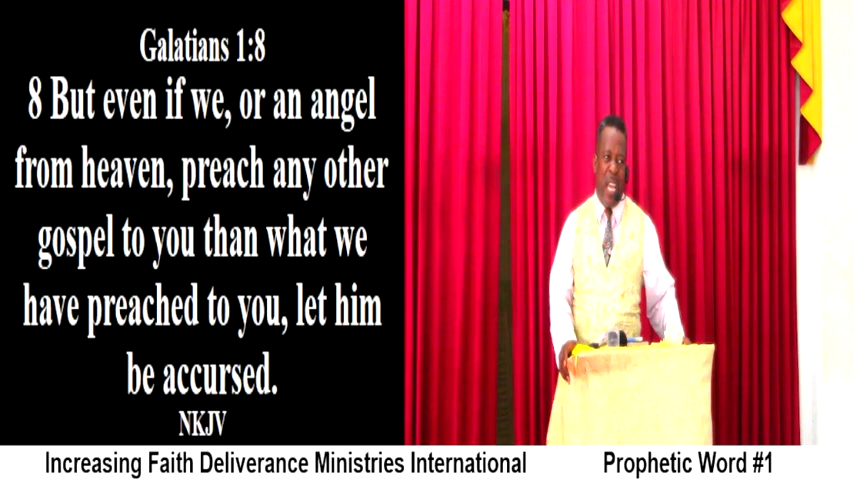 Galatians 1:8
8 But even if we, or an angel
from heaven, preach any other
gospel to you than what we
have preached to you, let him
be accursed.
NKJV
Increasing Faith Deliverance Ministries International
Prophetic Word #1